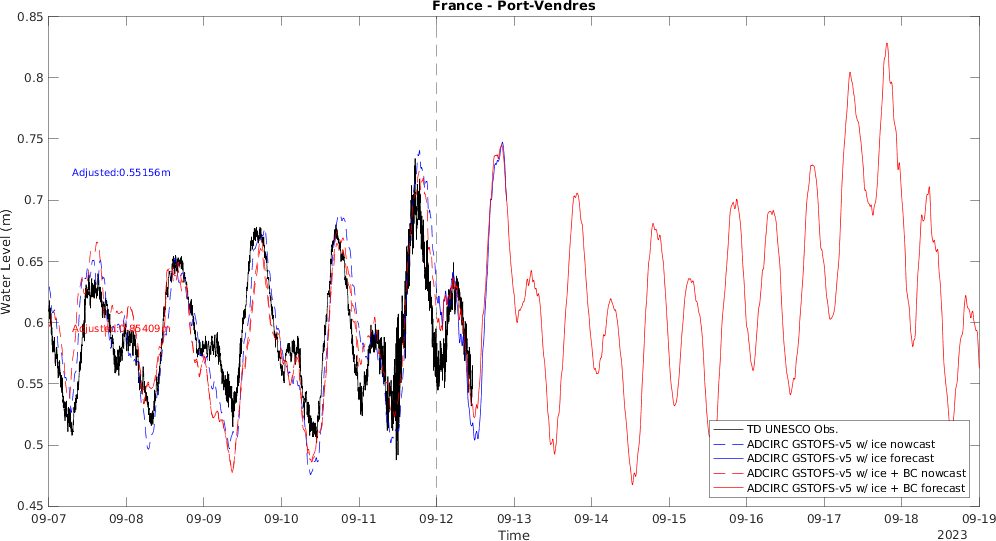 France - Port-Vendres
0.85
0.8
0.75
0.7
0.65
0.6
0.55
0.5
0.45
Water Level (m)
Adjusted:0.55156m
TD UNESCO Obs.
ADCIRC GSTOFS-v5 w/ ice nowcast
ADCIRC GSTOFS-v5 w/ ice forecast
ADCIRC GSTOFS-v5 w/ ice + BC nowcast
ADCIRC GSTOFS-v5 w/ ice + BC forecast
09-07 09-08 09-09 09-10 09-11 09-12 09-13 09-14 09-15 09-16 09-17 09-18 09-19
Time
2023